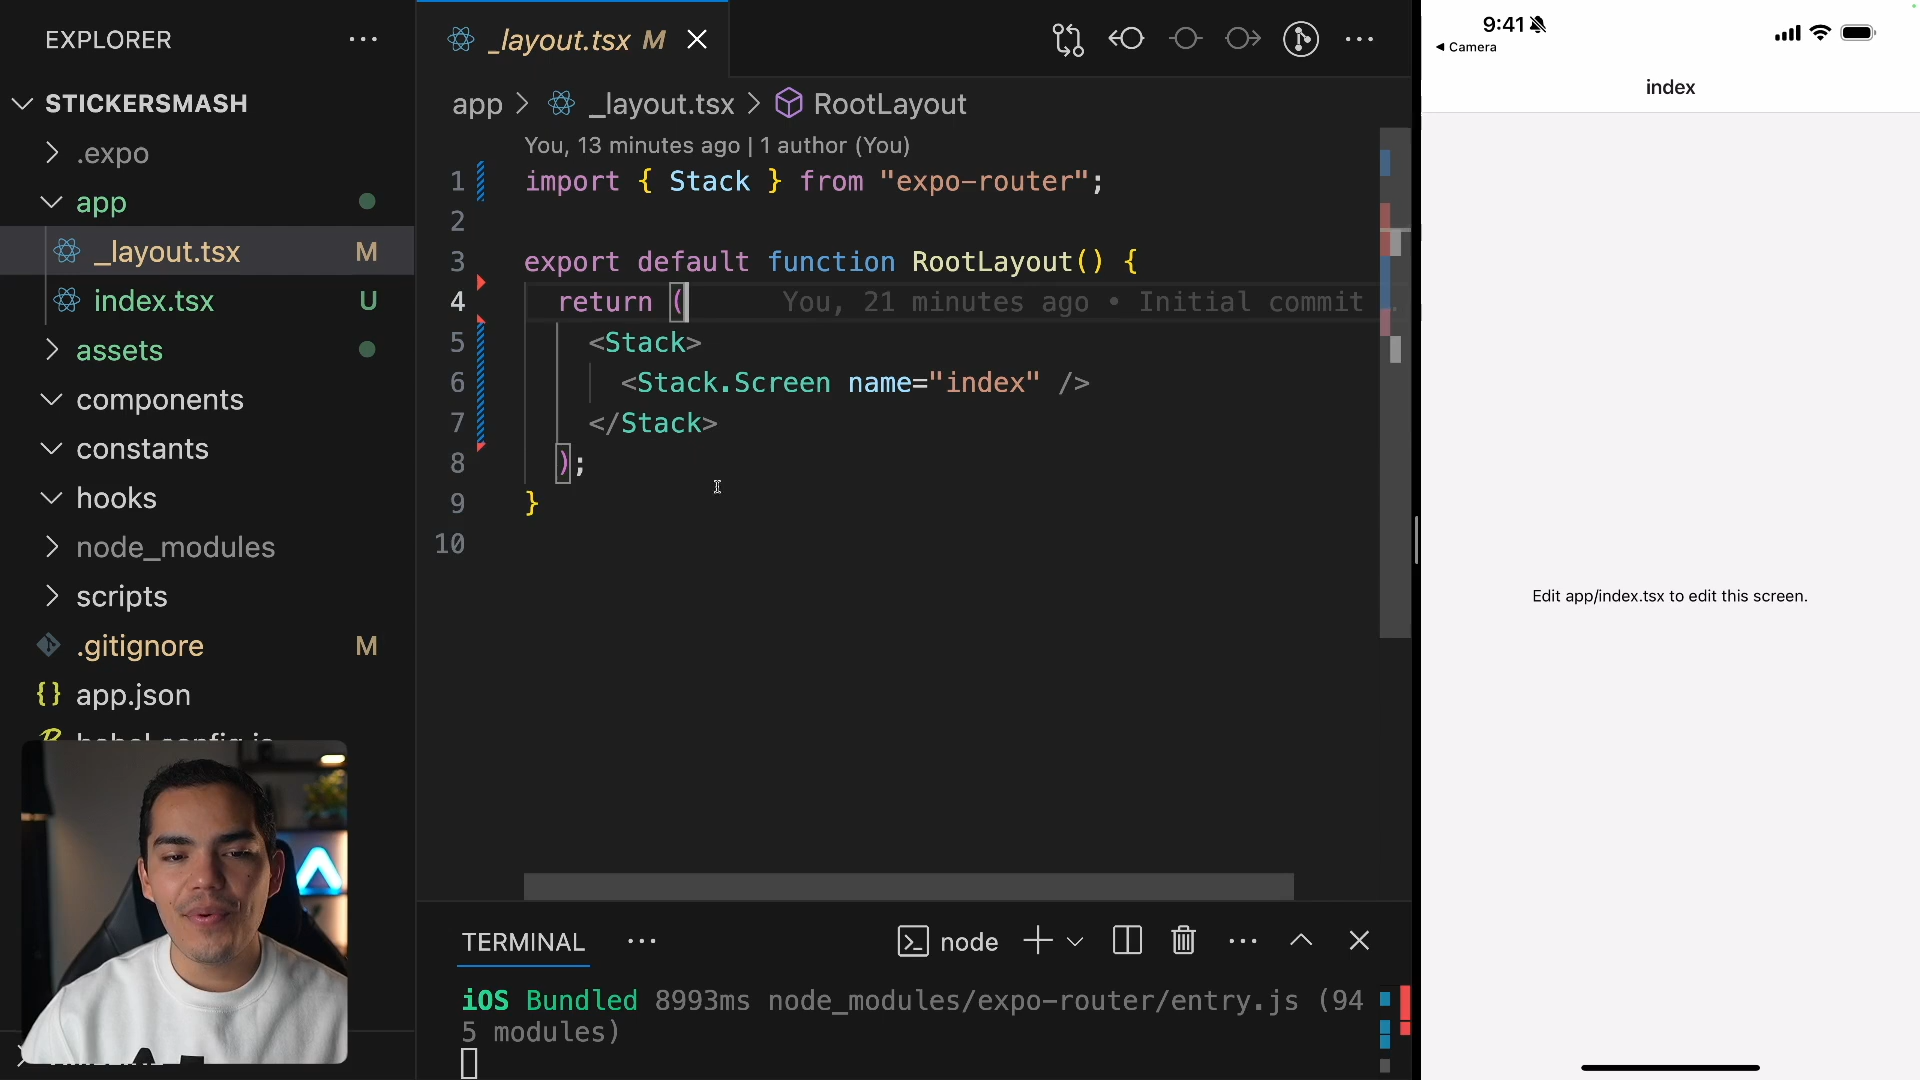 EXPLORER
STICKERSMASH
.expo
app
_layout.tsx M
index.tsx U
assets
components
constants
hooks
node_modules
scripts
.gitignore M
{} app.json
_layout.tsx M
app > _layout.tsx > RootLayout
You, 13 minutes ago | 1 author (You)
1 import { Stack } from "expo-router";
2
3 export default function RootLayout() {
4 return ( You, 21 minutes ago • Initial commit
5 <Stack>
6 <Stack.Screen name="index" />
7 </Stack>
8 );
9 }
10
TERMINAL
node
iOS Bundled 8993ms node_modules/expo-router/entry.js (94
5 modules)
9:41
Camera
index
Edit app/index.tsx to edit this screen.